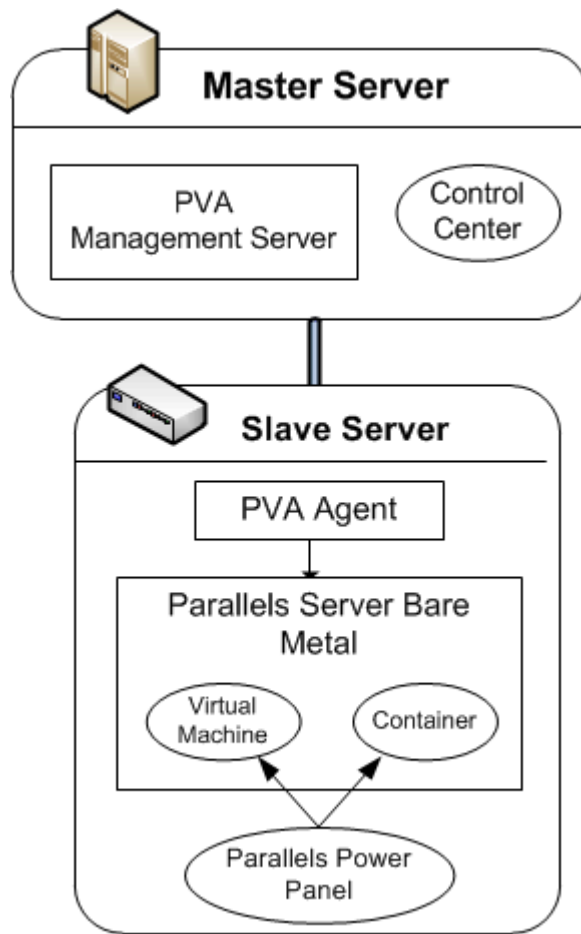 Master Server
PVA
Management Server
Control
Center
Slave Server
PVA Agent
Parallels Server Bare
Metal
Virtual
Machine
Container
Parallels Power
Panel